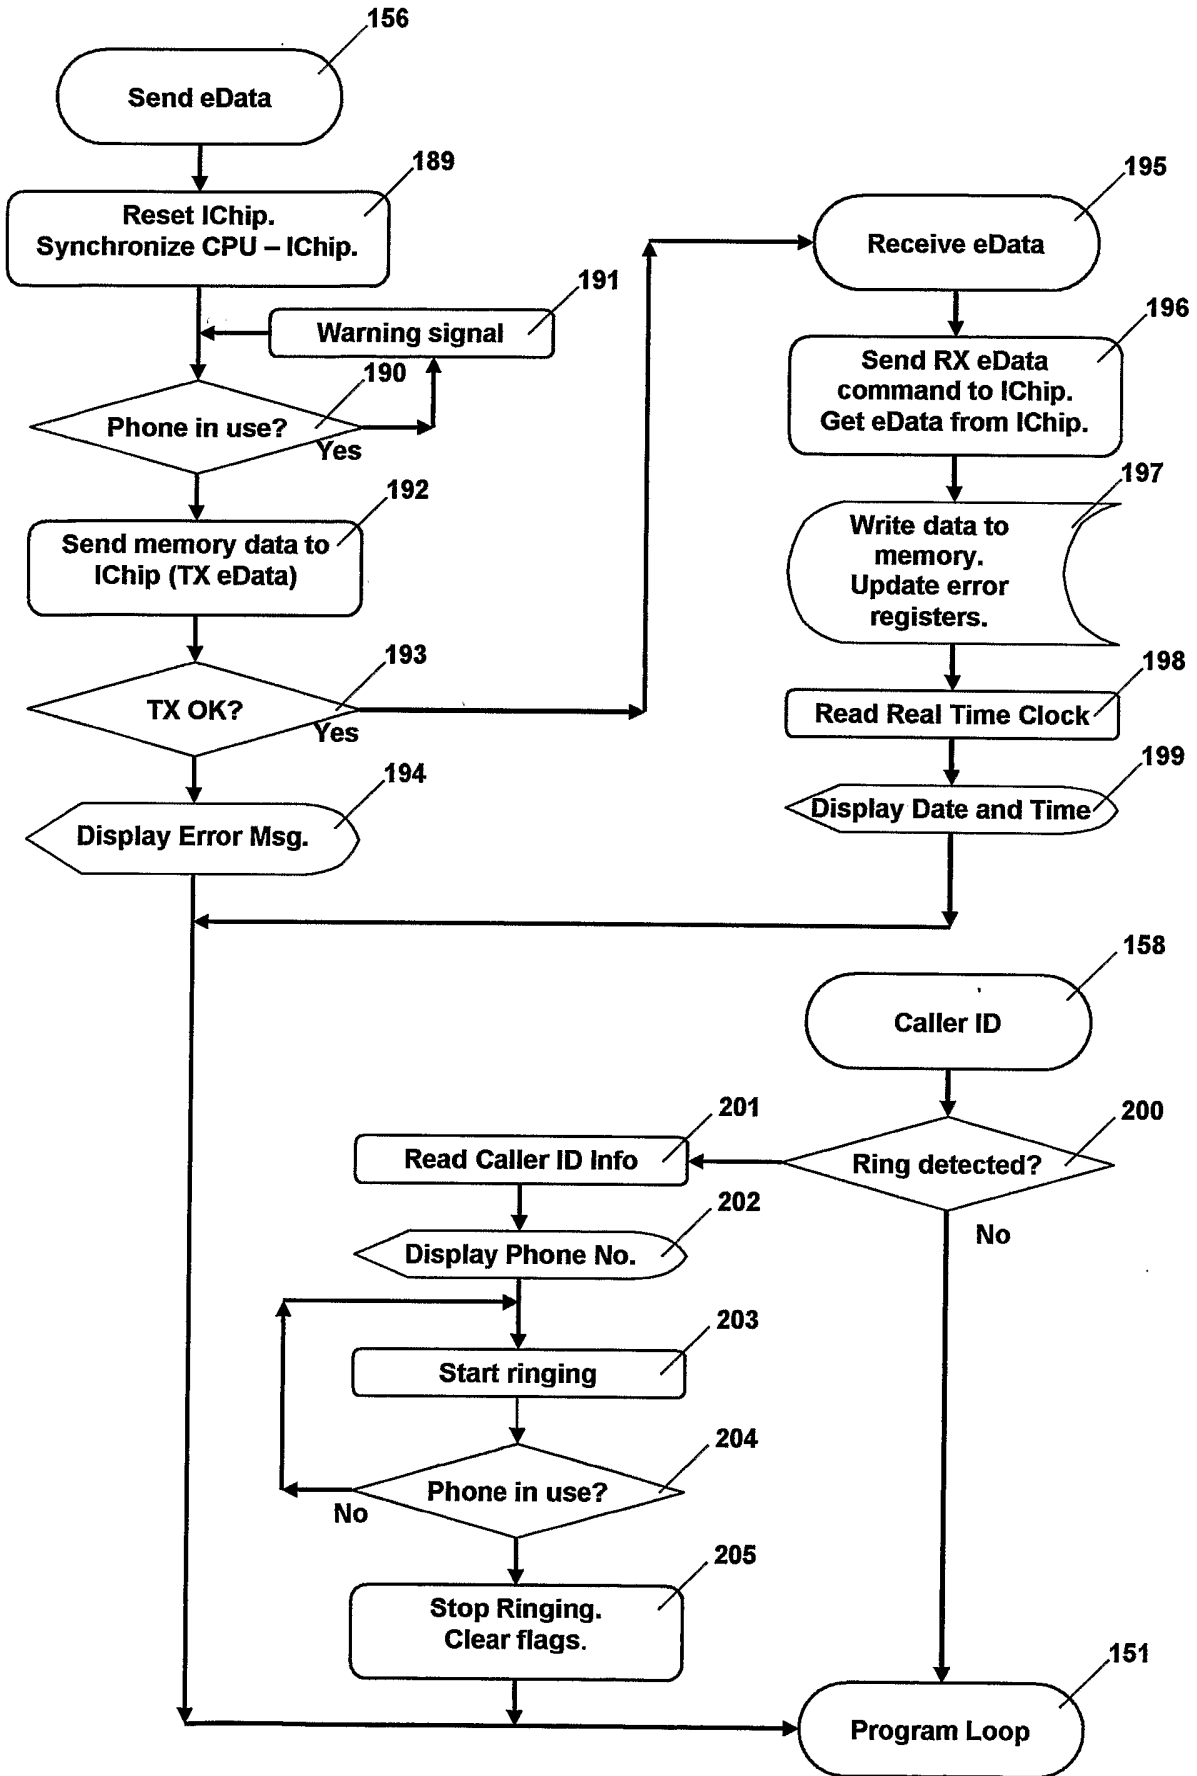 156
Send eData
189
Reset IChip.
Synchronize CPU – IChip.
191
Warning signal
190
Phone in use?
Yes
192
Send memory data to
IChip (TX eData)
193
TX OK?
Yes
194
Display Error Msg.
195
Receive eData
196
Send RX eData
command to IChip.
Get eData from IChip.
197
Write data to
memory.
Update error
registers.
198
Read Real Time Clock
199
Display Date and Time
158
Caller ID
200
Ring detected?
No
201
Read Caller ID Info
202
Display Phone No.
203
Start ringing
204
Phone in use?
No
205
Stop Ringing.
Clear flags.
151
Program Loop